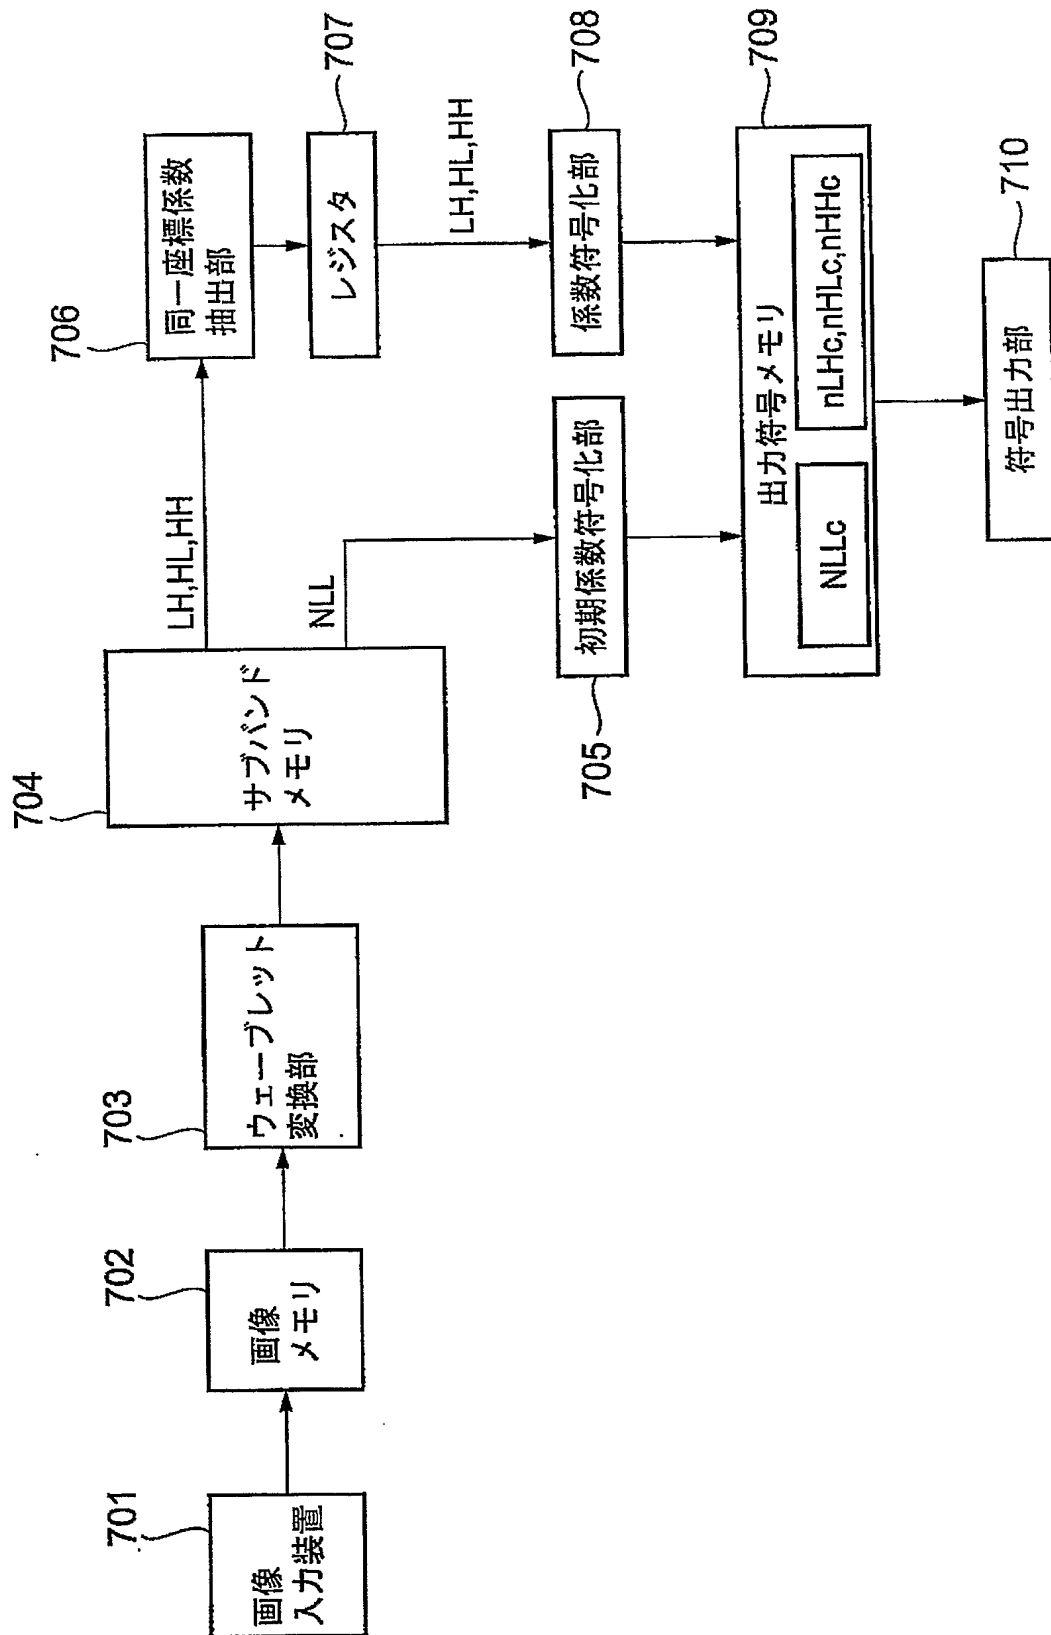 701
画像
入力装置
702
画像
メモリ
703
ウェーブレット
変換部
704
サブバンド
メモリ
LH,HL,HH
NLL
706
同一座標係数
抽出部
707
レジスタ
LH,HL,HH
705
初期係数符号化部
708
係数符号化部
709
出力符号メモリ
NLLc
nLHc,nHLc,nHHc
710
符号出力部